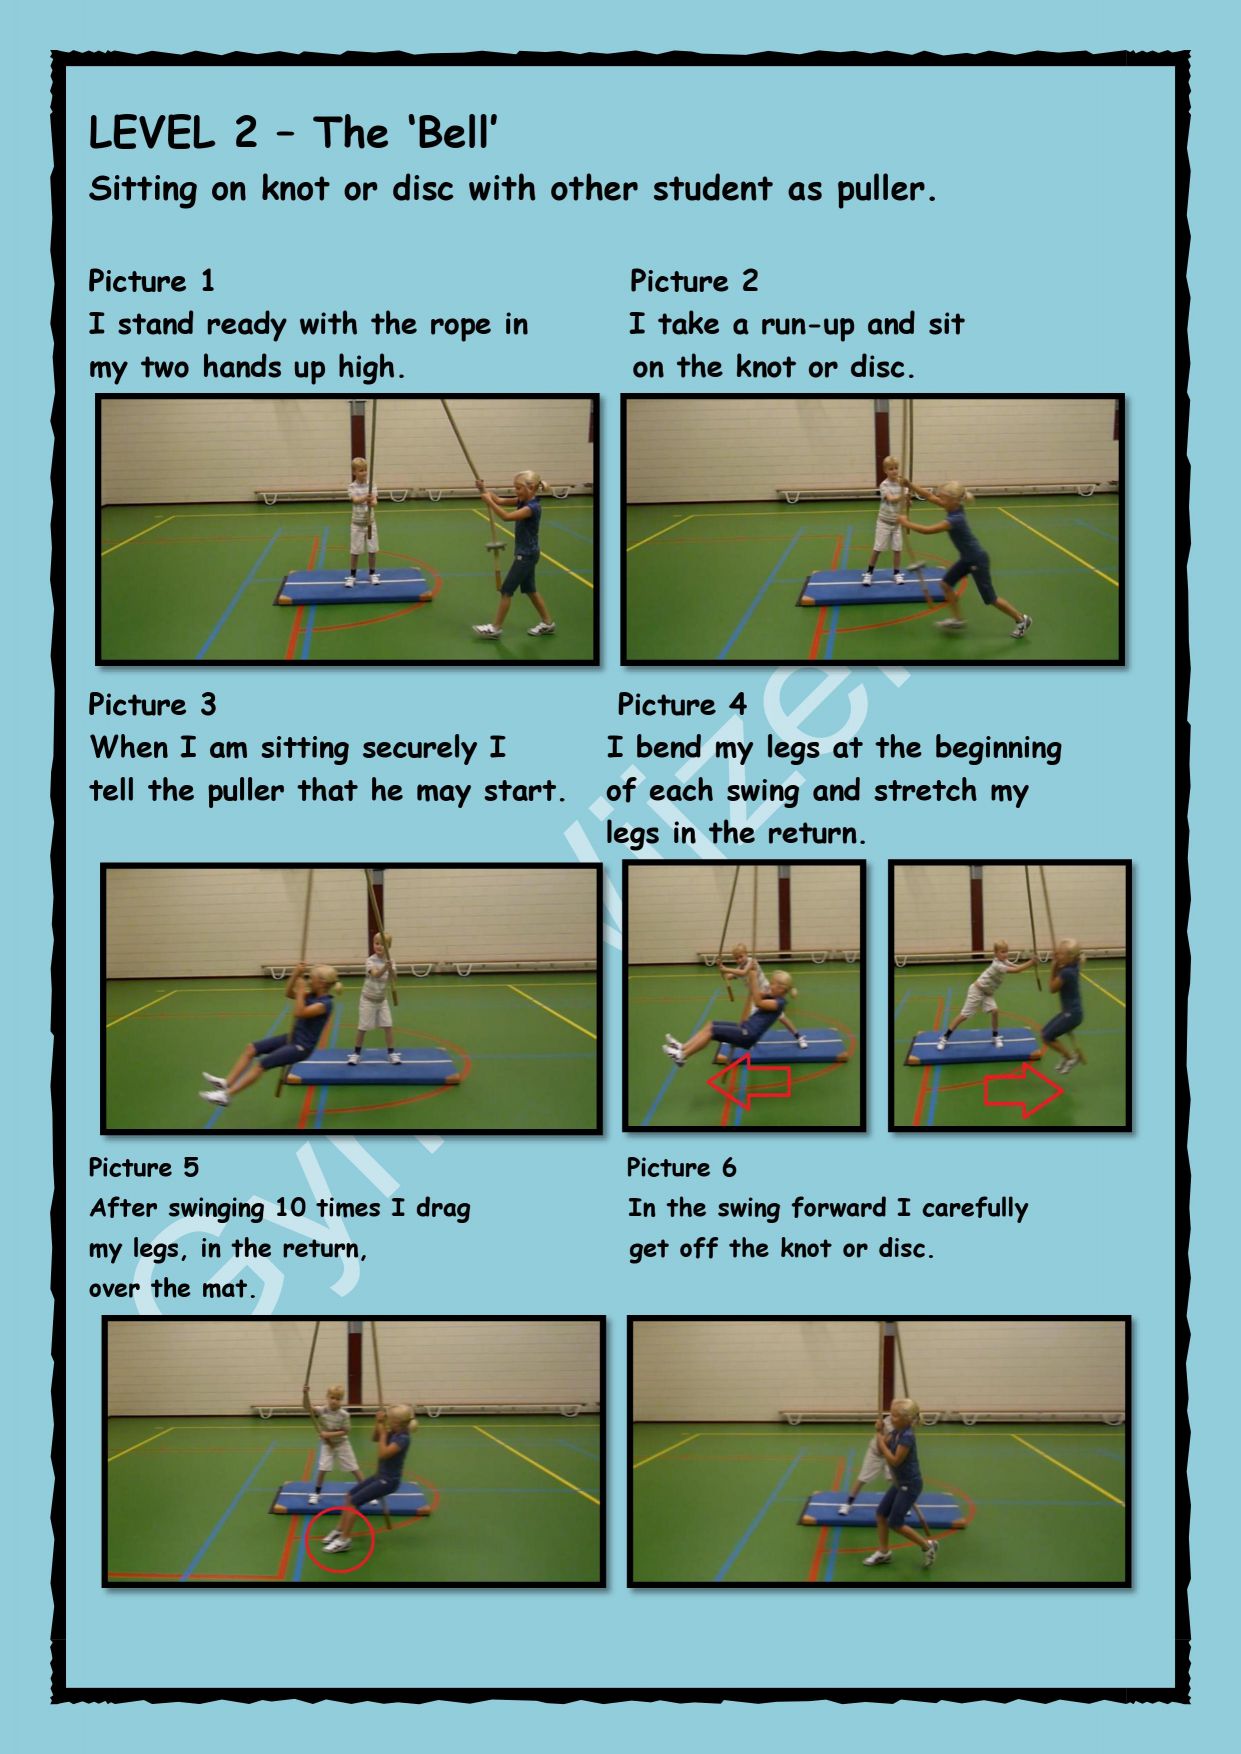 LEVEL 2 – The ‘Bell’
Sitting on knot or disc with other student as puller.
Picture 1
I stand ready with the rope in
my two hands up high.
Picture 2
I take a run-up and sit
on the knot or disc.
Picture 3
When I am sitting securely I
tell the puller that he may start.
Picture 4
I bend my legs at the beginning
of each swing and stretch my
legs in the return.
Picture 5
After swinging 10 times I drag
my legs, in the return,
over the mat.
Picture 6
In the swing forward I carefully
get off the knot or disc.